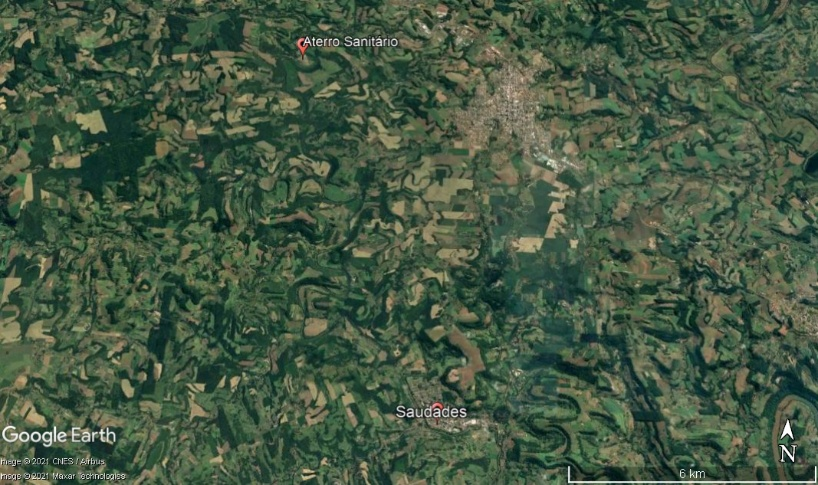 Aterro Sanitário
Saudades
Google Earth
Image © 2021 CNES / Airbus
Image © 2021 Maxar Technologies
6 km
N